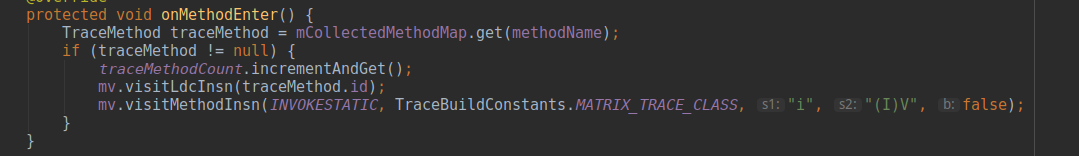 @Override
protected void onMethodEnter() {
TraceMethod traceMethod = mCollectedMethodMap.get(methodName);
if (traceMethod != null) {
traceMethodCount.incrementAndGet();
mv.visitLdcInsn(traceMethod.id);
mv.visitMethodInsn(INVOKESTATIC, TraceBuildConstants.MATRIX_TRACE_CLASS, s1: "i", s2: "(I)V", b: false);
}
}